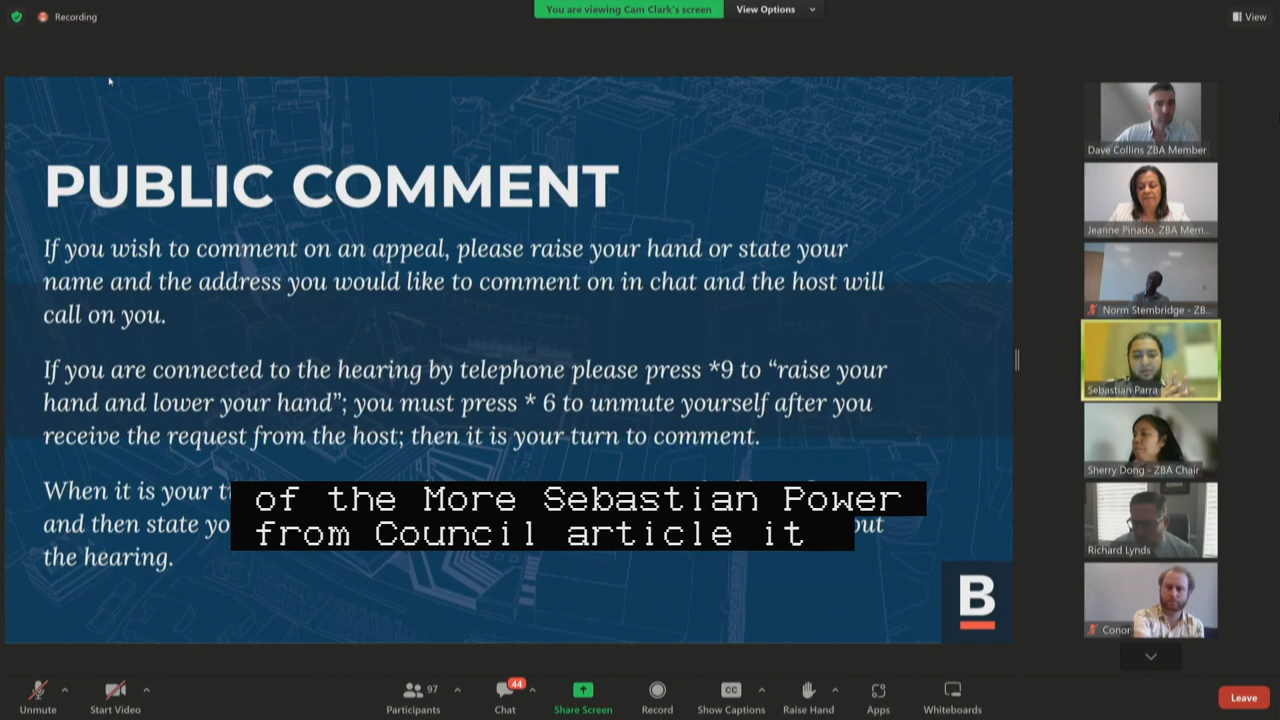 Recording
You are viewing Cam Clark's screen
View Options
View
PUBLIC COMMENT
If you wish to comment on an appeal, please raise your hand or state your
name and the address you would like to comment on in chat and the host will
call on you.
If you are connected to the hearing by telephone please press *9 to “raise your
hand and lower your hand”; you must press * 6 to unmute yourself after you
receive the request from the host; then it is your turn to comment.
When it is your
and then state
the hearing.
of the More Sebastian Power
from Council article it
B
Dave Collins ZBA Member
Jeanne Pinado, ZBA Mem...
Norm Stembridge - ZB...
Sebastian Parra
Sherry Dong - ZBA Chair
Richard Lynds
Conor
Unmute
Start Video
97
Participants
44
Chat
Share Screen
Record
CC
Show Captions
Raise Hand
Apps
Whiteboards
Leave